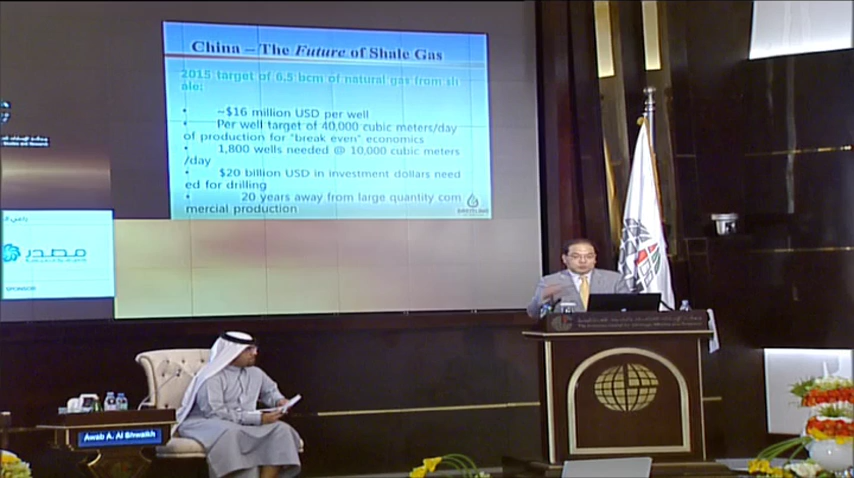 China – The Future of Shale Gas
2015 target of 6.5 bcm of natural gas from sh
ale:
• ~$16 million USD per well
• Per well target of 40,000 cubic meters/day
of production for "break even" economics
• 1,800 wells needed @ 10,000 cubic meters
/day
• $20 billion USD in investment dollars need
ed for drilling
• 20 years away from large quantity com
mercial production
مصدر
SPONSOR
Awab A. Al Bhwaikh